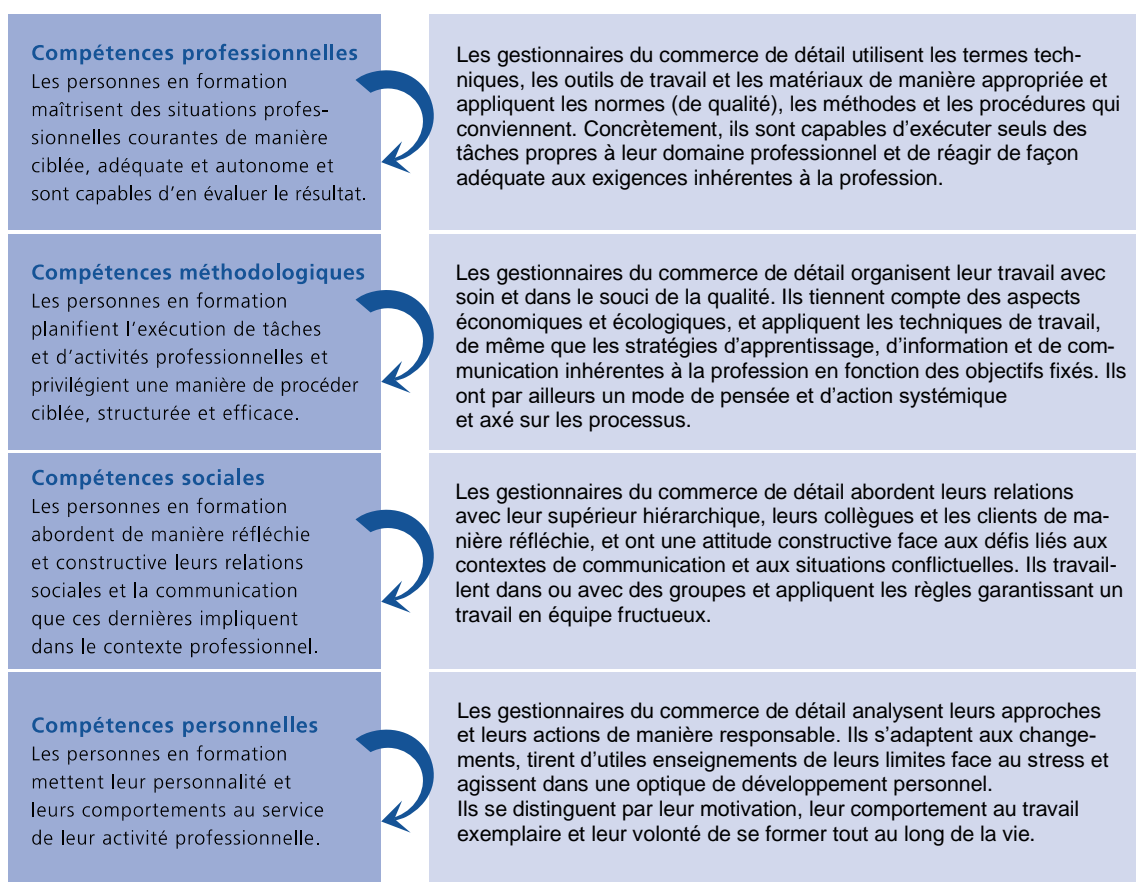 Compétences professionnelles
Les personnes en formation
maîtrisent des situations profes-
sionnelles courantes de manière
ciblée, adéquate et autonome et
sont capables d'en évaluer le résultat.
Les gestionnaires du commerce de détail utilisent les termes tech-
niques, les outils de travail et les matériaux de manière appropriée et
appliquent les normes (de qualité), les méthodes et les procédures qui
conviennent. Concrètement, ils sont capables d'exécuter seuls des
tâches propres à leur domaine professionnel et de réagir de façon
adéquate aux exigences inhérentes à la profession.
Compétences méthodologiques
Les personnes en formation
planifient l'exécution de tâches
et d'activités professionnelles et
privilégient une manière de procéder
ciblée, structurée et efficace.
Les gestionnaires du commerce de détail organisent leur travail avec
soin et dans le souci de la qualité. Ils tiennent compte des aspects
économiques et écologiques, et appliquent les techniques de travail,
de même que les stratégies d'apprentissage, d'information et de com-
munication inhérentes à la profession en fonction des objectifs fixés. Ils
ont par ailleurs un mode de pensée et d'action systémique
et axé sur les processus.
Compétences sociales
Les personnes en formation
abordent de manière réfléchie
et constructive leurs relations
sociales et la communication
que ces dernières impliquent
dans le contexte professionnel.
Les gestionnaires du commerce de détail abordent leurs relations
avec leur supérieur hiérarchique, leurs collègues et les clients de ma-
nière réfléchie, et ont une attitude constructive face aux défis liés aux
contextes de communication et aux situations conflictuelles. Ils travail-
lent dans ou avec des groupes et appliquent les règles garantissant un
travail en équipe fructueux.
Compétences personnelles
Les personnes en formation
mettent leur personnalité et
leurs comportements au service
de leur activité professionnelle.
Les gestionnaires du commerce de détail analysent leurs approches
et leurs actions de manière responsable. Ils s'adaptent aux change-
ments, tirent d'utiles enseignements de leurs limites face au stress et
agissent dans une optique de développement personnel.
Ils se distinguent par leur motivation, leur comportement au travail
exemplaire et leur volonté de se former tout au long de la vie.